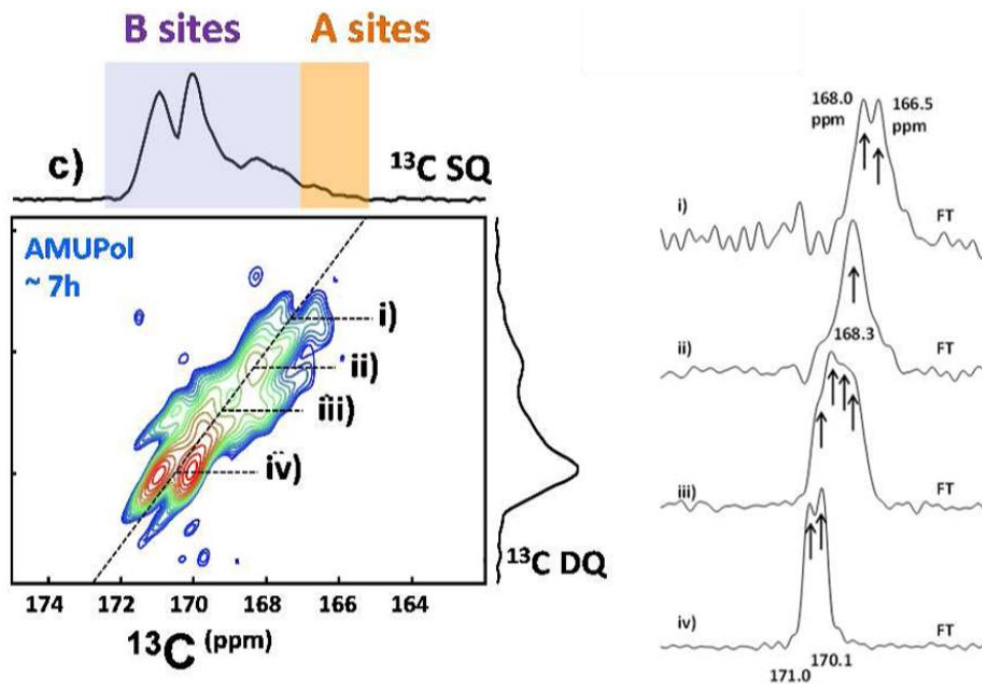 B sites A sites
c)
¹³C SQ
AMUPol
~ 7h
i)
ii)
iii)
iv)
174 172 170 168 166 164
¹³C (ppm)
¹³C DQ
168.0
ppm
166.5
ppm
i)
FT
ii)
168.3
FT
iii)
FT
iv)
FT
171.0
170.1